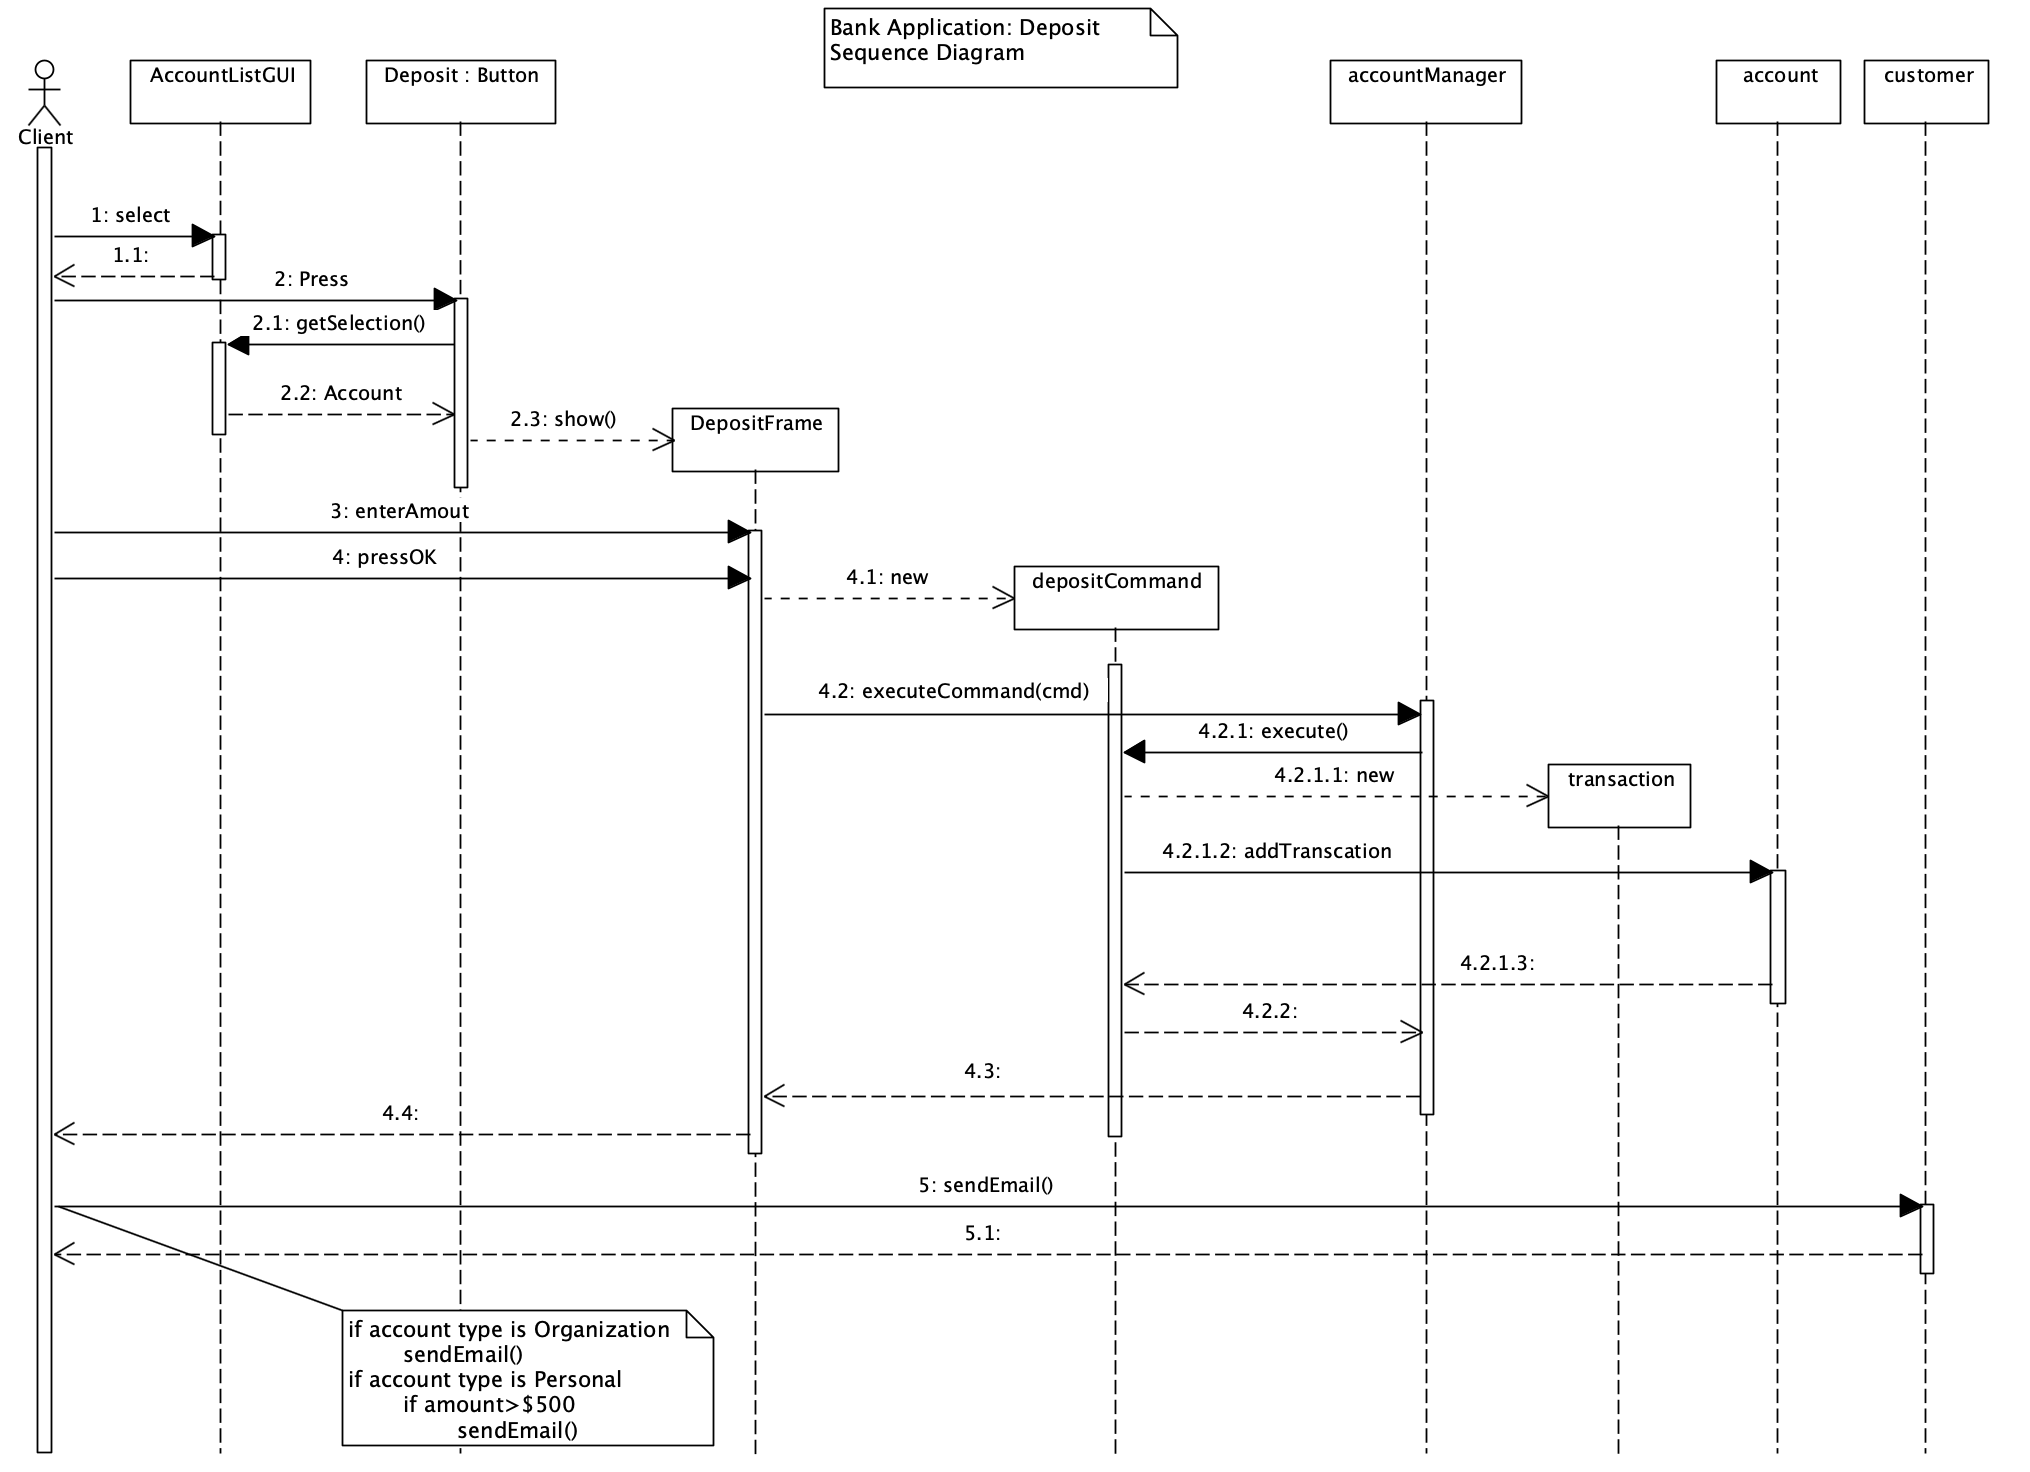 Bank Application: Deposit
Sequence Diagram
Client
AccountListGUI
Deposit : Button
accountManager
account
customer
1: select
1.1:
2: Press
2.1: getSelection()
2.2: Account
2.3: show()
DepositFrame
3: enterAmout
4: pressOK
4.1: new
depositCommand
4.2: executeCommand(cmd)
4.2.1: execute()
4.2.1.1: new
transaction
4.2.1.2: addTranscation
4.2.1.3:
4.2.2:
4.3:
4.4:
5: sendEmail()
5.1:
if account type is Organization
sendEmail()
if account type is Personal
if amount>$500
sendEmail()